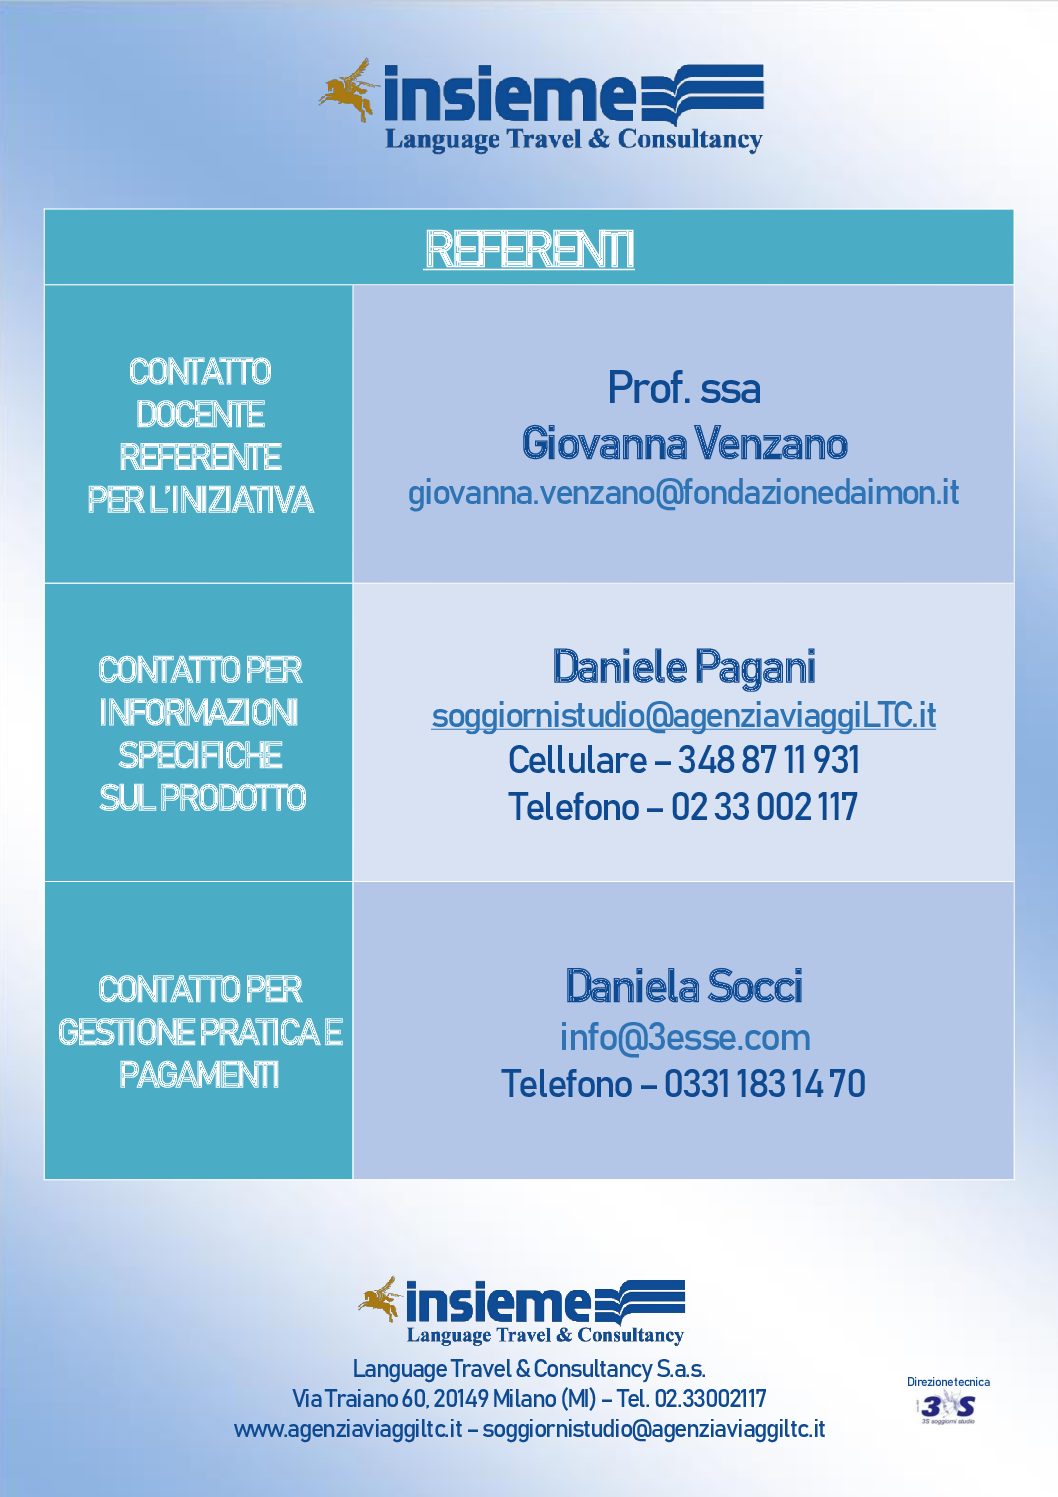 insieme
Language Travel & Consultancy
REFERENTI
CONTATTO
DOCENTE
REFERENTE
PER L'INIZIATIVA
Prof. ssa
Giovanna Venzano
giovanna.venzano@fondazionedaimon.it
CONTATTO PER
INFORMAZIONI
SPECIFICHE
SUL PRODOTTO
Daniele Pagani
soggiornistudio@agenziaviaggiLTC.it
Cellulare – 348 87 11 931
Telefono – 02 33 002 117
CONTATTO PER
GESTIONE PRATICA E
PAGAMENTI
Daniela Socci
info@3esse.com
Telefono – 0331 183 14 70
insieme
Language Travel & Consultancy
Language Travel & Consultancy S.a.s.
Via Traiano 60, 20149 Milano (MI) – Tel. 02.33002117
www.agenziaviaggiltc.it – soggiornistudio@agenziaviaggiltc.it
Direzione tecnica
3S
3S soggiorni studio